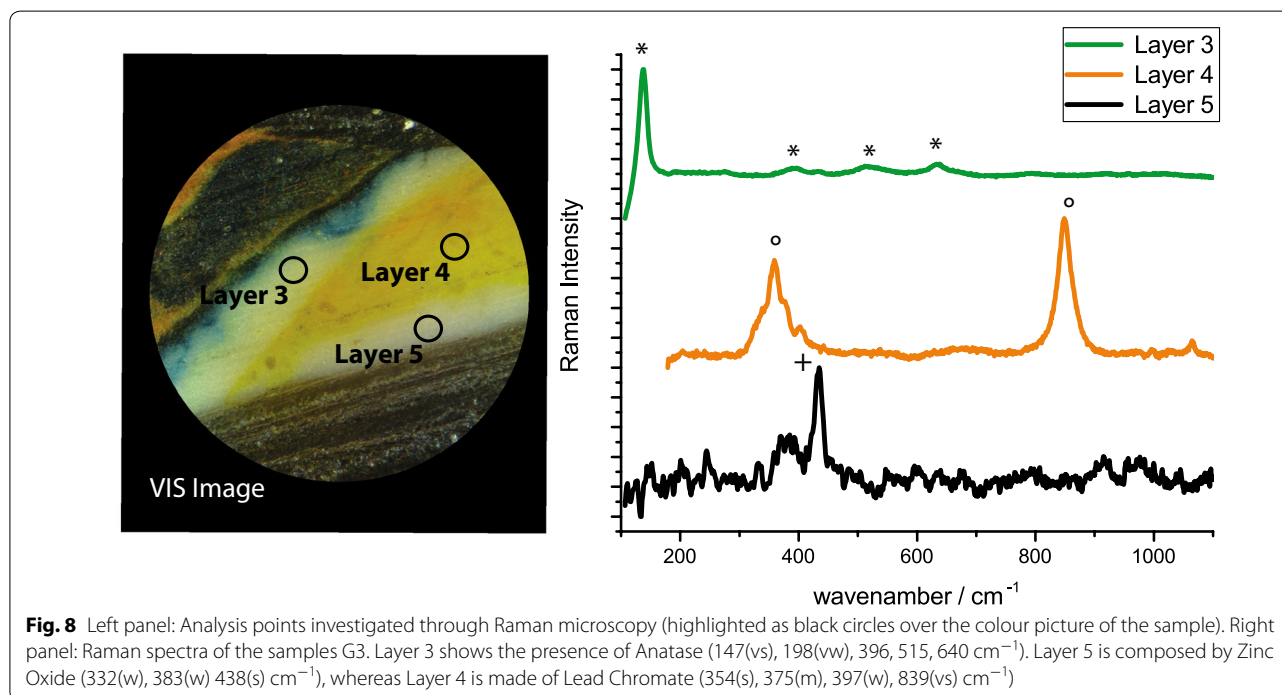 Layer 3
Layer 4
Layer 5
VIS Image
Raman Intensity
*
*
*
*
°
°
+
Layer 3
Layer 4
Layer 5
200
400
600
800
1000
wavenamber / cm⁻¹
Fig. 8 Left panel: Analysis points investigated through Raman microscopy (highlighted as black circles over the colour picture of the sample). Right
panel: Raman spectra of the samples G3. Layer 3 shows the presence of Anatase (147(vs), 198(vw), 396, 515, 640 cm⁻¹). Layer 5 is composed by Zinc
Oxide (332(w), 383(w) 438(s) cm⁻¹), whereas Layer 4 is made of Lead Chromate (354(s), 375(m), 397(w), 839(vs) cm⁻¹)